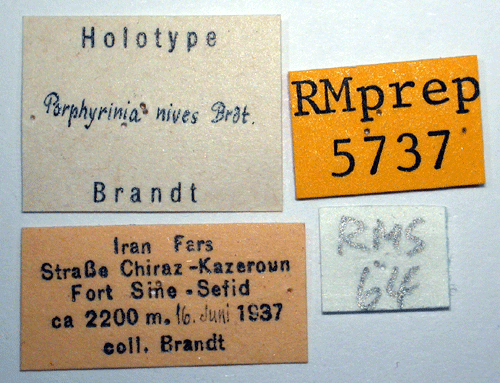 Holotype
Porphyrinia nives Brdt.
Brandt
RMprep
5737
Iran Fars
Straße Chiraz-Kazeroun
Fort Sine-Sefid
ca 2200 m. 16. Juni 1937
coll. Brandt
RMS
64